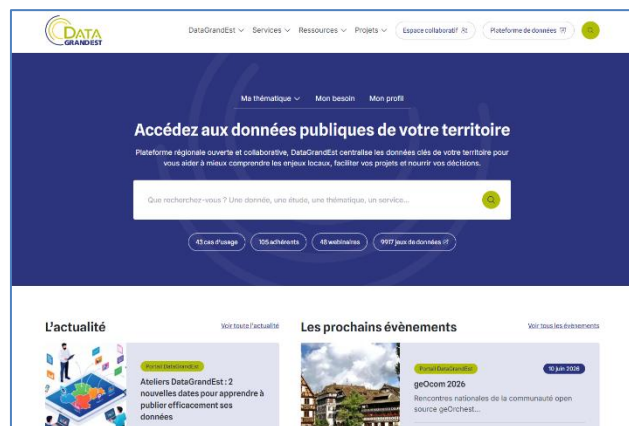 DATA
GRANDEST
DataGrandEst Services Ressources Projets Espace collaboratif Plateforme de données
Ma thématique Mon besoin Mon profil
Accédez aux données publiques de votre territoire
Plateforme régionale ouverte et collaborative, DataGrandEst centralise les données clés de votre territoire pour
vous aider à mieux comprendre les enjeux locaux, faciliter vos projets et nourrir vos décisions.
Que recherchez-vous ? Une donnée, une étude, une thématique, un service...
43 cas d'usage 105 adhérents 48 webinaires 9917 jeux de données
L'actualité Voir toute l'actualité
Portail DataGrandEst
Ateliers DataGrandEst : 2
nouvelles dates pour apprendre à
publier efficacement ses
données
Les prochains évènements Voir tous les évènements
Portail DataGrandEst 10 juin 2026
geOcom 2026
Rencontres nationales de la communauté open
source geOrchest...